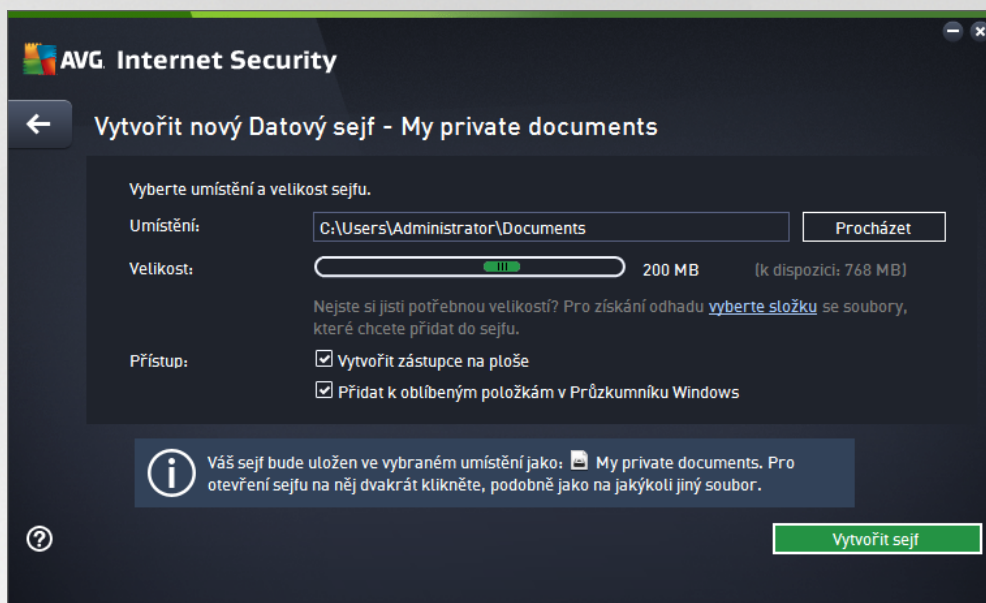 AVG. Internet Security
Vytvořit nový Datový sejf - My private documents
Vyberte umístění a velikost sejfu.
Umístění: C:\Users\Administrator\Documents Procházet
Velikost: 200 MB (k dispozici: 768 MB)
Nejste si jisti potřebnou velikostí? Pro získání odhadu vyberte složku se soubory,
které chcete přidat do sejfu.
Přístup: Vytvořit zástupce na ploše
Přidat k oblíbeným položkám v Průzkumníku Windows
Váš sejf bude uložen ve vybraném umístění jako: My private documents. Pro
otevření sejfu na něj dvakrát klikněte, podobně jako na jakýkoli jiný soubor.
Vytvořit sejf